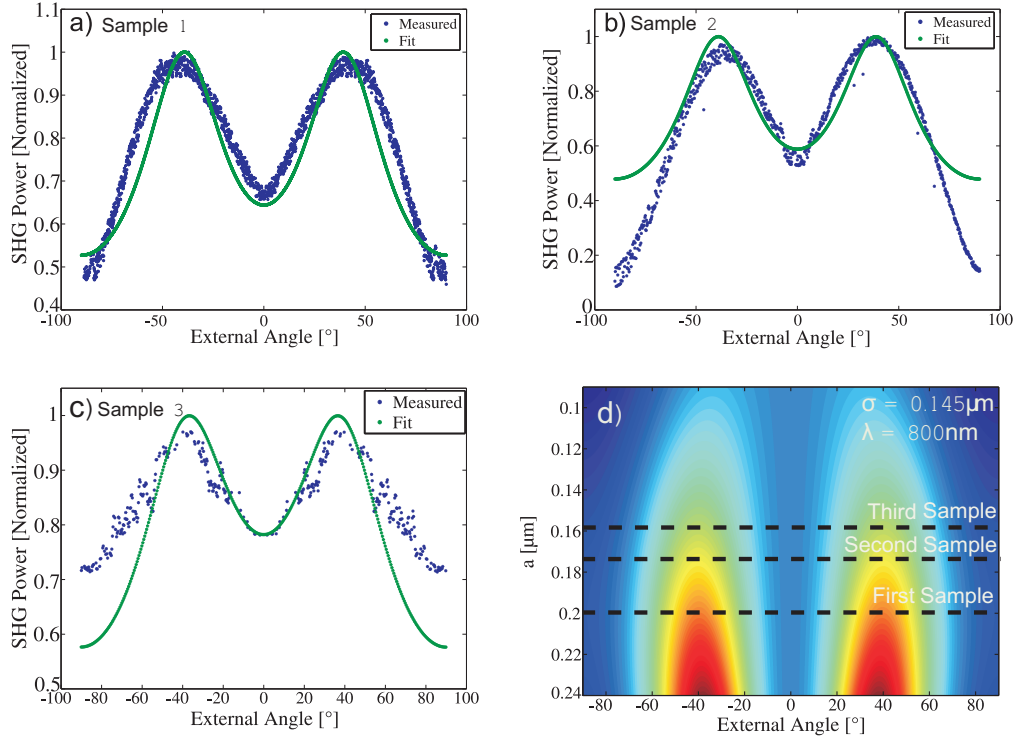 a) Sample 1
Measured
Fit
SHG Power [Normalized]
1.1
1
0.9
0.8
0.7
0.6
0.5
0.4
-100 -50 0 50 100
External Angle [°]
b) Sample 2
Measured
Fit
SHG Power [Normalized]
1
0.8
0.6
0.4
0.2
0
-100 -50 0 50 100
External Angle [°]
c) Sample 3
Measured
Fit
SHG Power [Normalized]
1
0.9
0.8
0.7
0.6
0.5
-100 -80 -60 -40 -20 0 20 40 60 80 100
External Angle [°]
d)
σ = 0.145μm
λ = 800nm
Third Sample
Second Sample
First Sample
a [μm]
0.1
0.12
0.14
0.16
0.18
0.2
0.22
0.24
-80 -60 -40 -20 0 20 40 60 80
External Angle [°]